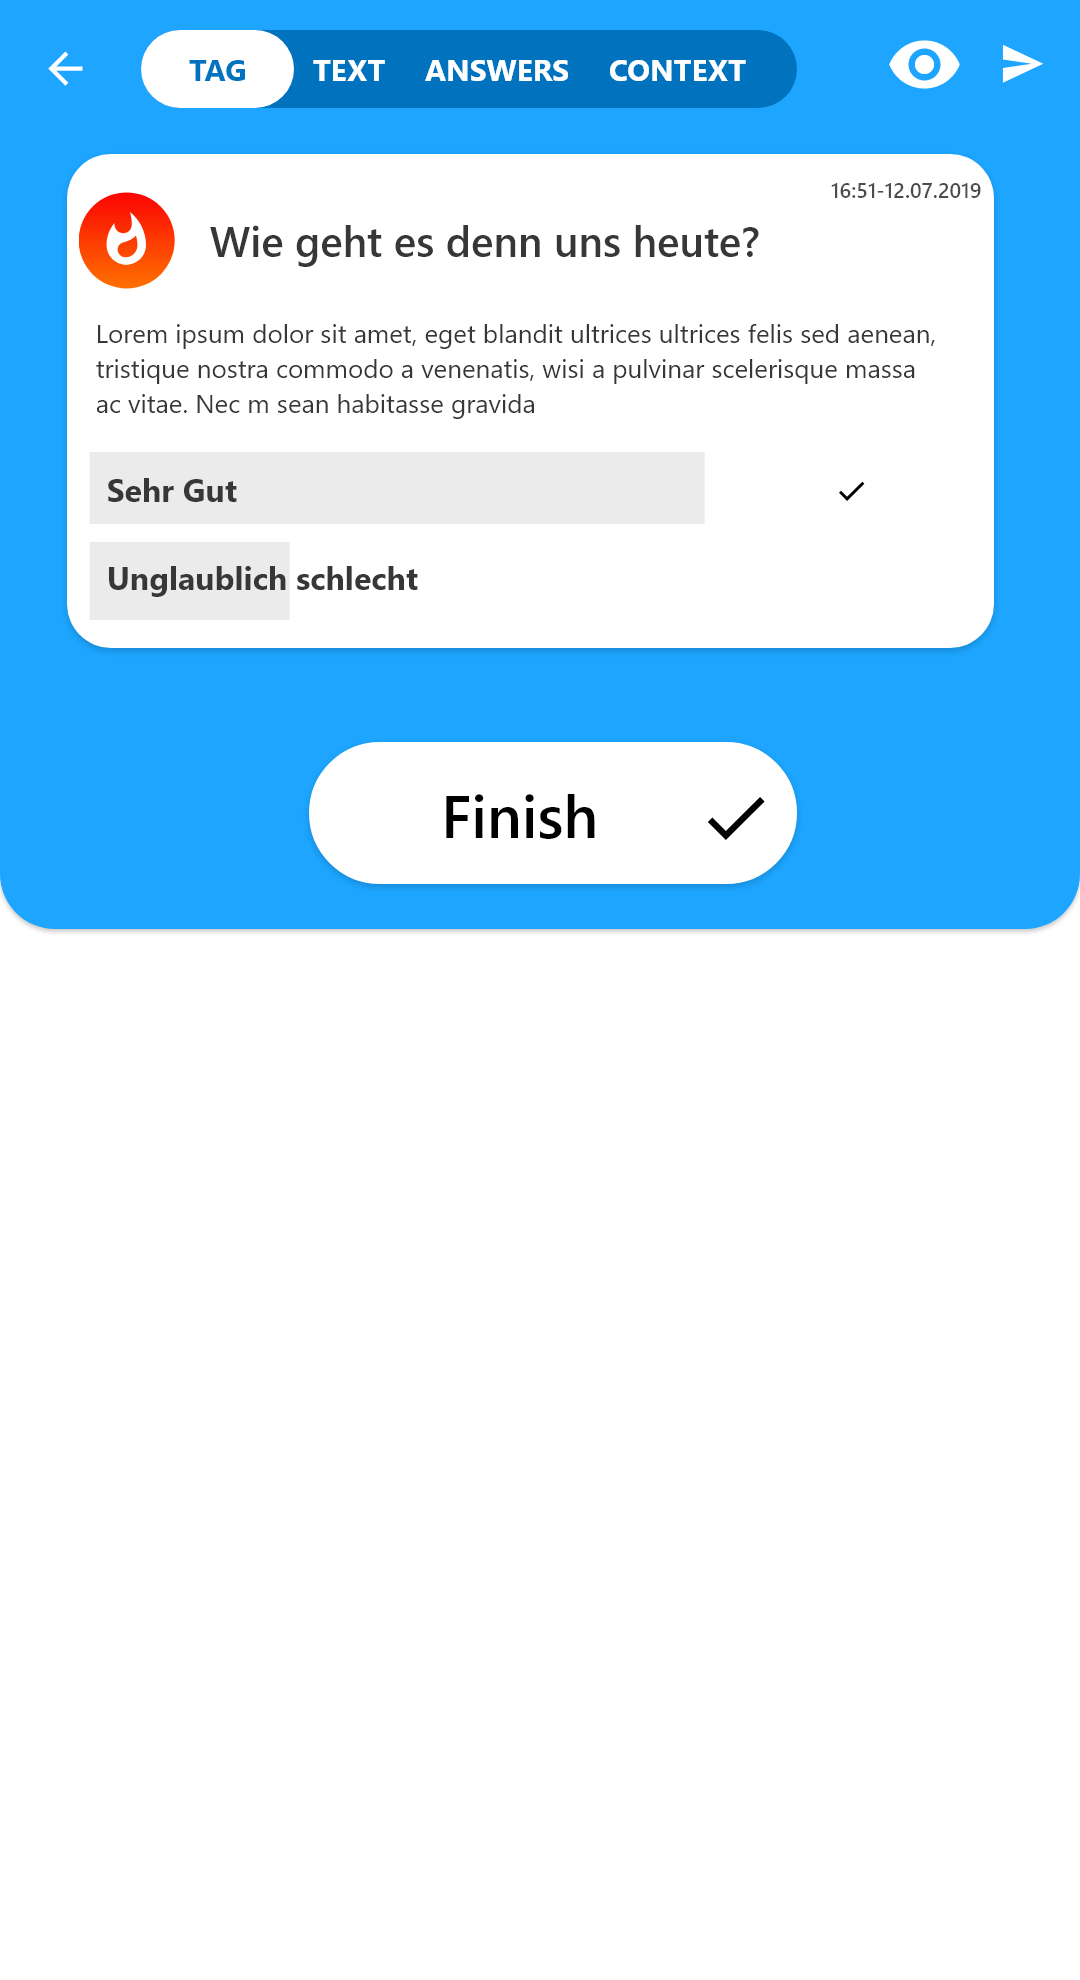 TAG TEXT ANSWERS CONTEXT
16:51-12.07.2019
Wie geht es denn uns heute?
Lorem ipsum dolor sit amet, eget blandit ultrices ultrices felis sed aenean,
tristique nostra commodo a venenatis, wisi a pulvinar scelerisque massa
ac vitae. Nec m sean habitasse gravida
Sehr Gut
Unglaublich schlecht
Finish